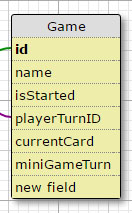 Game
id
name
isStarted
playerTurnID
currentCard
miniGameTurn
new field